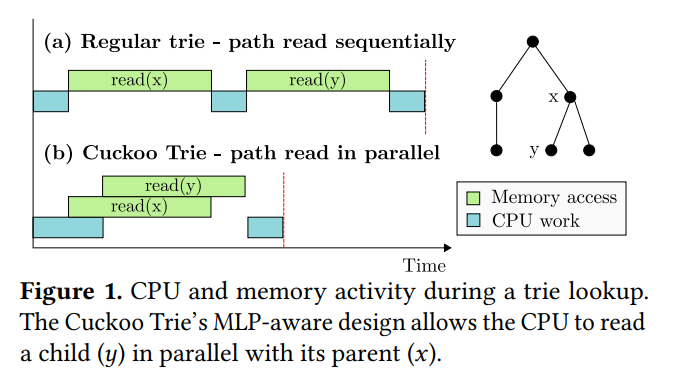 (a) Regular trie - path read sequentially
read(x)
read(y)
x
y
(b) Cuckoo Trie - path read in parallel
read(y)
read(x)
Memory access
CPU work
Time
Figure 1. CPU and memory activity during a trie lookup.
The Cuckoo Trie's MLP-aware design allows the CPU to read
a child (y) in parallel with its parent (x).